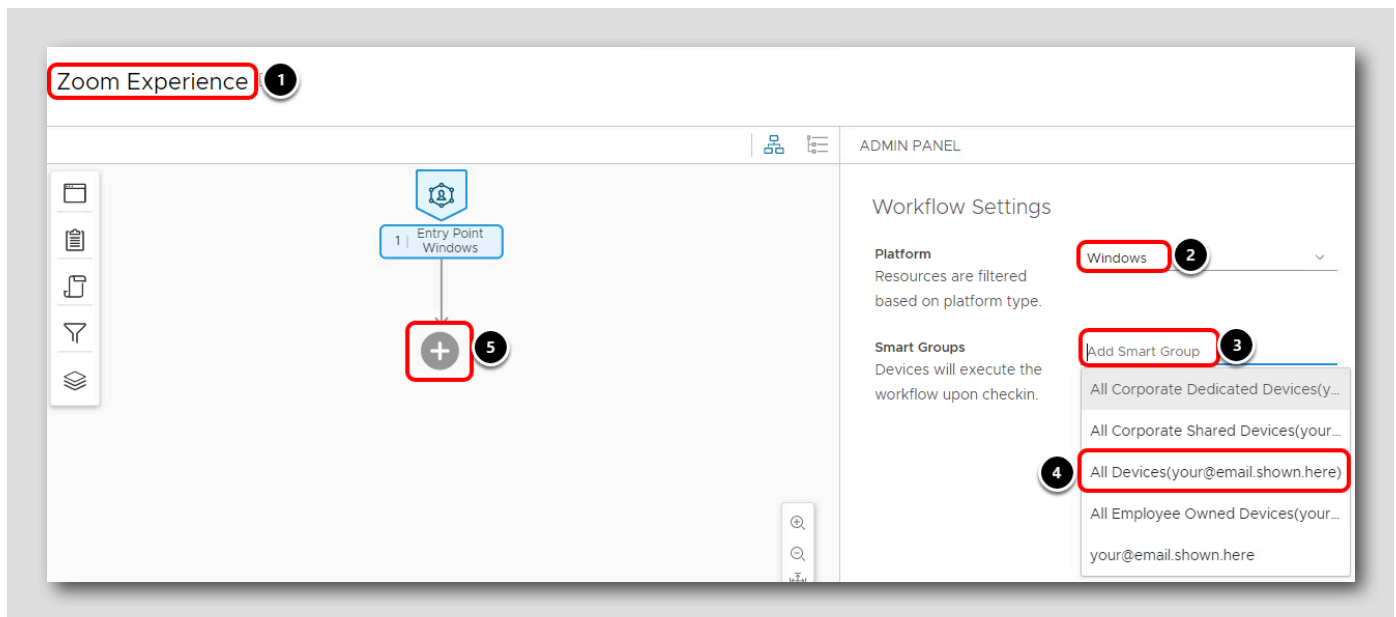 Zoom Experience
1
ADMIN PANEL
1 | Entry Point
Windows
5
Workflow Settings
Platform
Resources are filtered
based on platform type.
Windows
2
Smart Groups
Devices will execute the
workflow upon checkin.
Add Smart Group
3
All Corporate Dedicated Devices(y...
All Corporate Shared Devices(your...
4
All Devices(your@email.shown.here)
All Employee Owned Devices(your...
your@email.shown.here